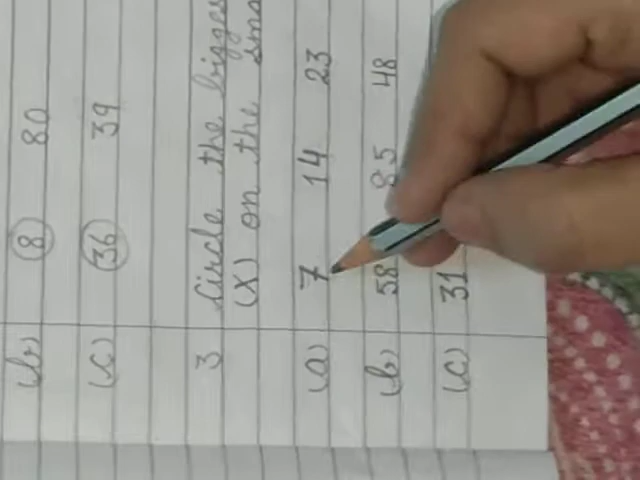 (b) 8 80
(c) 36 39
3 Circle the
(X) on the
(a) 7 14 23
(b) 58 85 48
(c) 31